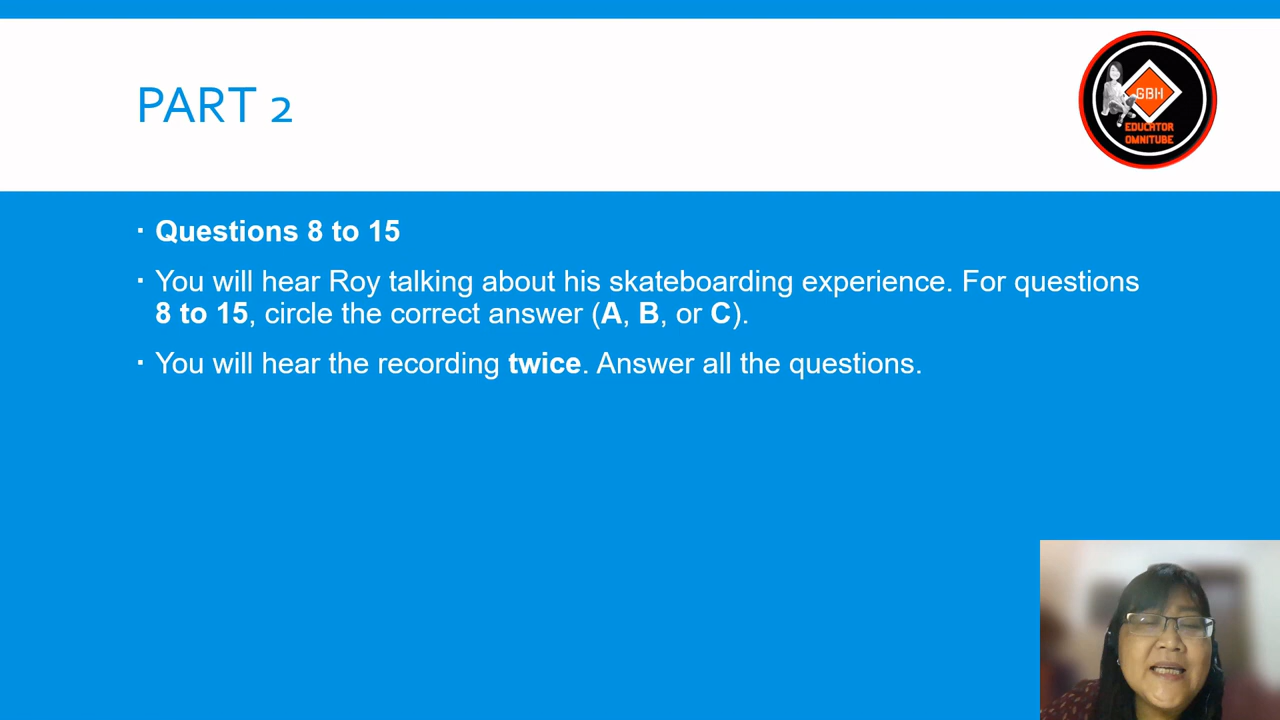 PART 2
GBH
EDUCATOR
OMNITUBE
Questions 8 to 15
You will hear Roy talking about his skateboarding experience. For questions
8 to 15, circle the correct answer (A, B, or C).
You will hear the recording twice. Answer all the questions.